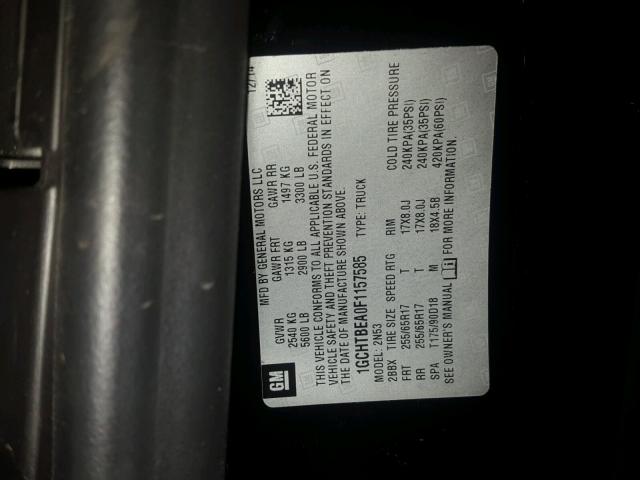 GM
MFD BY GENERAL MOTORS LLC
12/14
GVWR GAWR FRT GAWR RR
2540 KG 1315 KG 1497 KG
5600 LB 2900 LB 3300 LB
THIS VEHICLE CONFORMS TO ALL APPLICABLE U.S. FEDERAL MOTOR
VEHICLE SAFETY AND THEFT PREVENTION STANDARDS IN EFFECT ON
THE DATE OF MANUFACTURE SHOWN ABOVE.
1GCHTBEA0F1157585 TYPE: TRUCK
MODEL: 2N53
2BBX TIRE SIZE SPEED RTG RIM COLD TIRE PRESSURE
FRT 255/65R17 T 17X8.0J 240KPA(35PSI)
RR 255/65R17 T 17X8.0J 240KPA(35PSI)
SPA T175/90D18 M 18X4.5B 420KPA(60PSI)
SEE OWNER'S MANUAL FOR MORE INFORMATION.